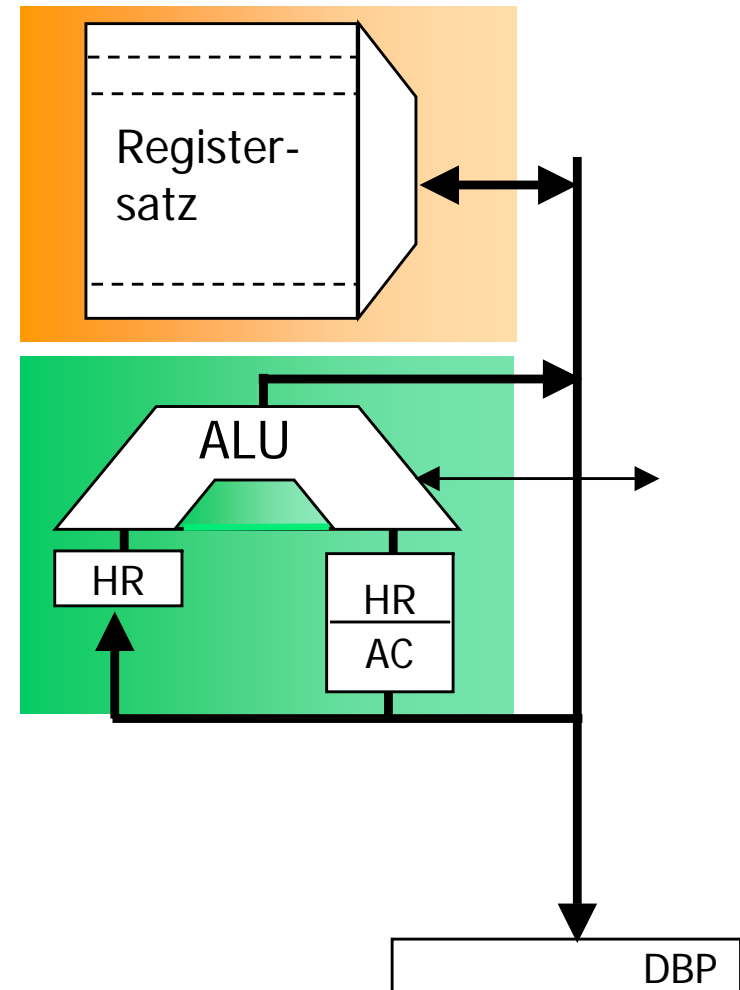 Register-
satz
ALU
HR
HR
AC
DBP